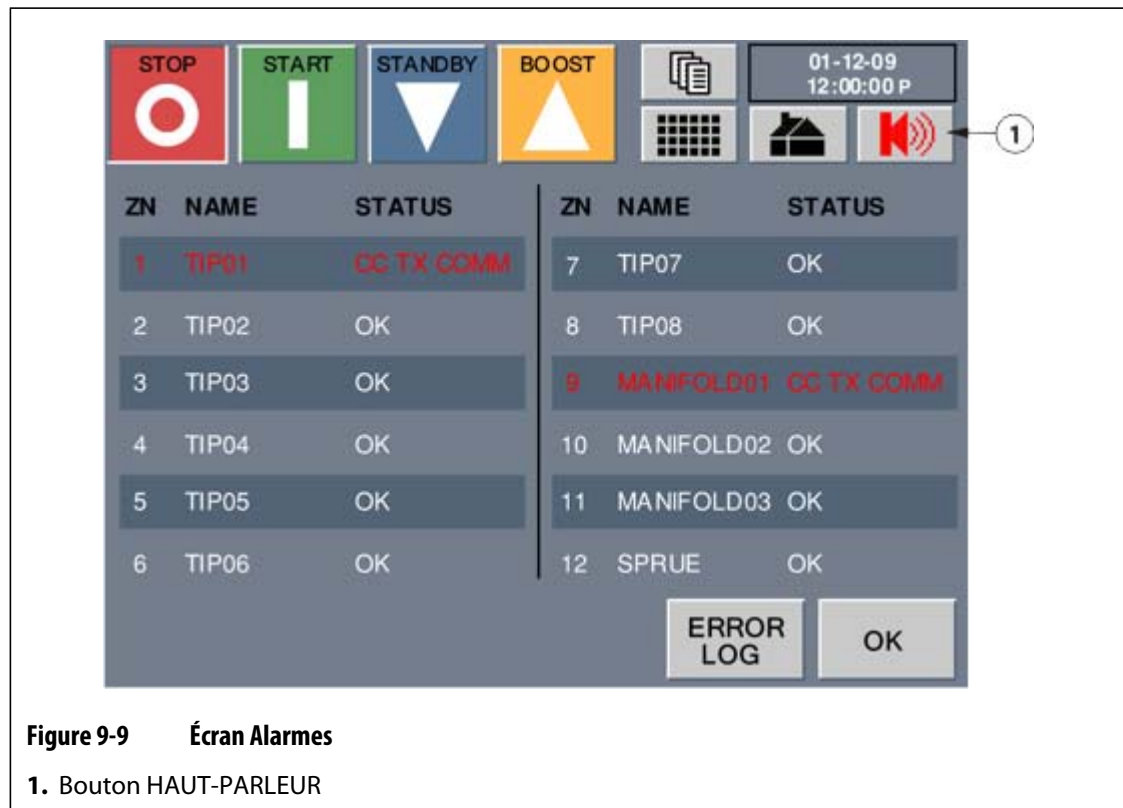 STOP START STANDBY BOOST
01-12-09
12:00:00 P
1
ZN NAME STATUS
1 TIP01 CC TX COMM
2 TIP02 OK
3 TIP03 OK
4 TIP04 OK
5 TIP05 OK
6 TIP06 OK
ZN NAME STATUS
7 TIP07 OK
8 TIP08 OK
9 MANIFOLD01 CC TX COMM
10 MANIFOLD02 OK
11 MANIFOLD03 OK
12 SPRUE OK
ERROR
LOG
OK
Figure 9-9 Écran Alarmes
1. Bouton HAUT-PARLEUR